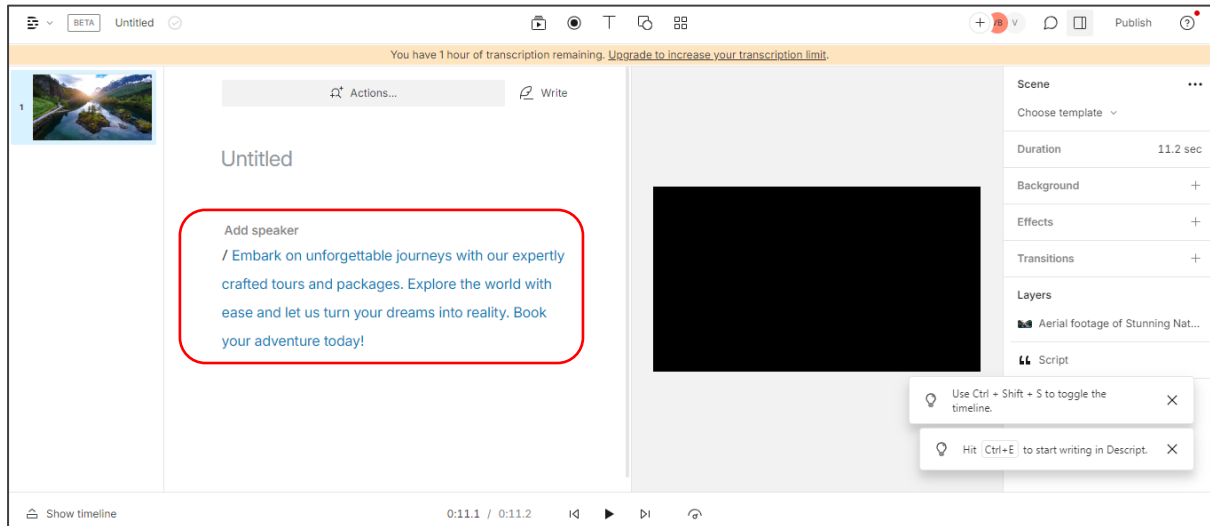 BETA Untitled
VB V Publish
You have 1 hour of transcription remaining. Upgrade to increase your transcription limit.
1
Actions... Write
Untitled
Add speaker
/ Embark on unforgettable journeys with our expertly
crafted tours and packages. Explore the world with
ease and let us turn your dreams into reality. Book
your adventure today!
Scene
Choose template
Duration 11.2 sec
Background
Effects
Transitions
Layers
Aerial footage of Stunning Nat...
Script
Use Ctrl + Shift + S to toggle the
timeline.
Hit Ctrl+E to start writing in Descript.
Show timeline
0:11.1 / 0:11.2